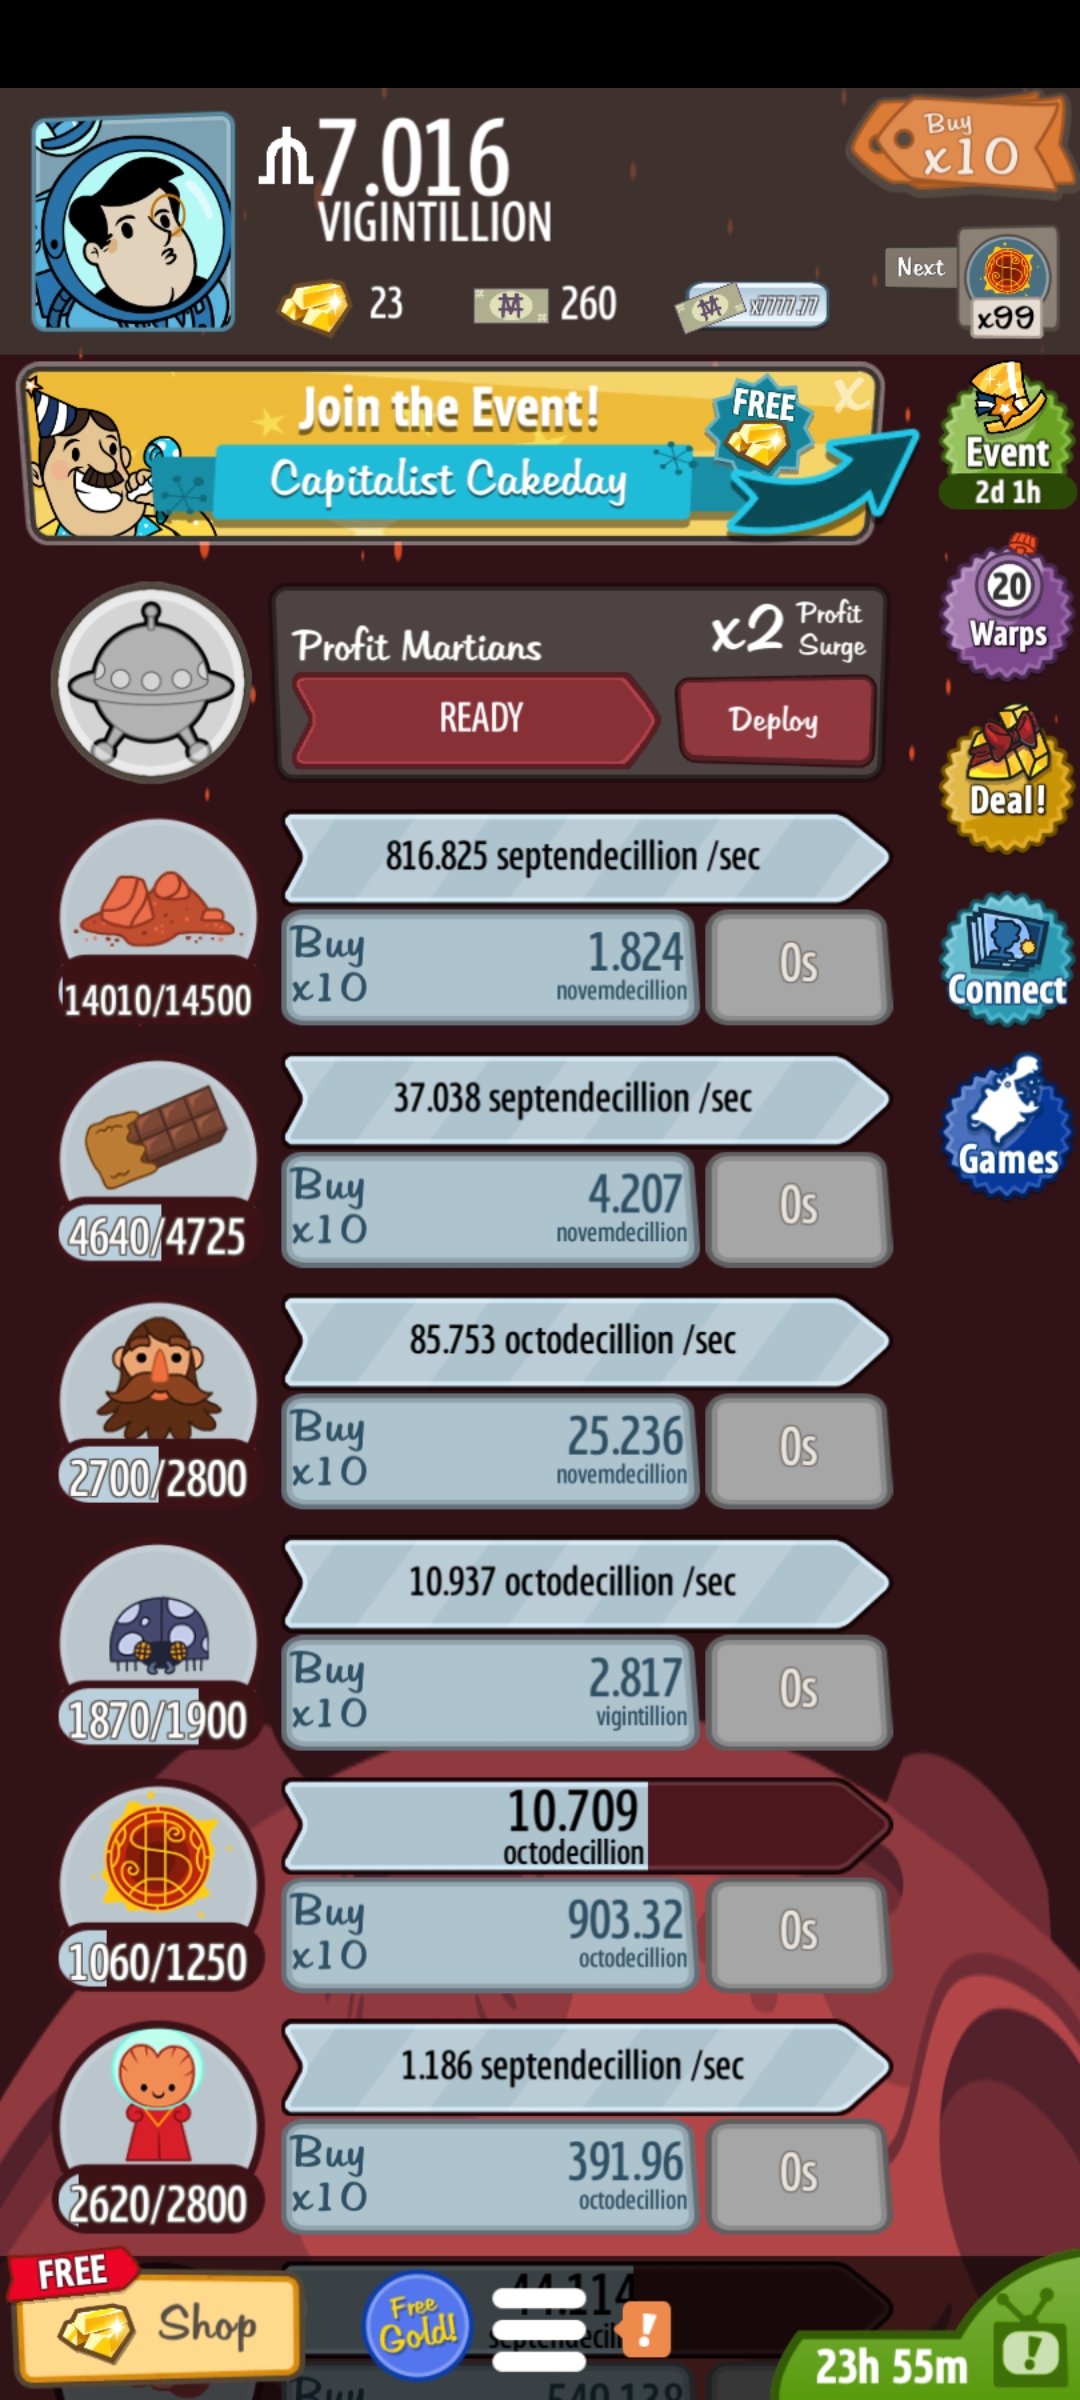 7.016
VIGINTILLION
Buy
x10
23
260
x7777.77
Next
x99
Join the Event!
Capitalist Cakeday
FREE
x
Event
2d 1h
Profit Martians
x2 Profit
Surge
READY
Deploy
20
Warps
Deal!
816.825 septendecillion /sec
Buy
x10
1.824
novemdecillion
0s
14010/14500
Connect
37.038 septendecillion /sec
Buy
x10
4.207
novemdecillion
0s
4640/4725
Games
85.753 octodecillion /sec
Buy
x10
25.236
novemdecillion
0s
2700/2800
10.937 octodecillion /sec
Buy
x10
2.817
vigintillion
0s
1870/1900
10.709
octodecillion
Buy
x10
903.32
octodecillion
0s
1060/1250
1.186 septendecillion /sec
Buy
x10
391.96
octodecillion
0s
2620/2800
FREE
Shop
Free
Gold!
44.114
!
23h 55m
!
Buy
540.138